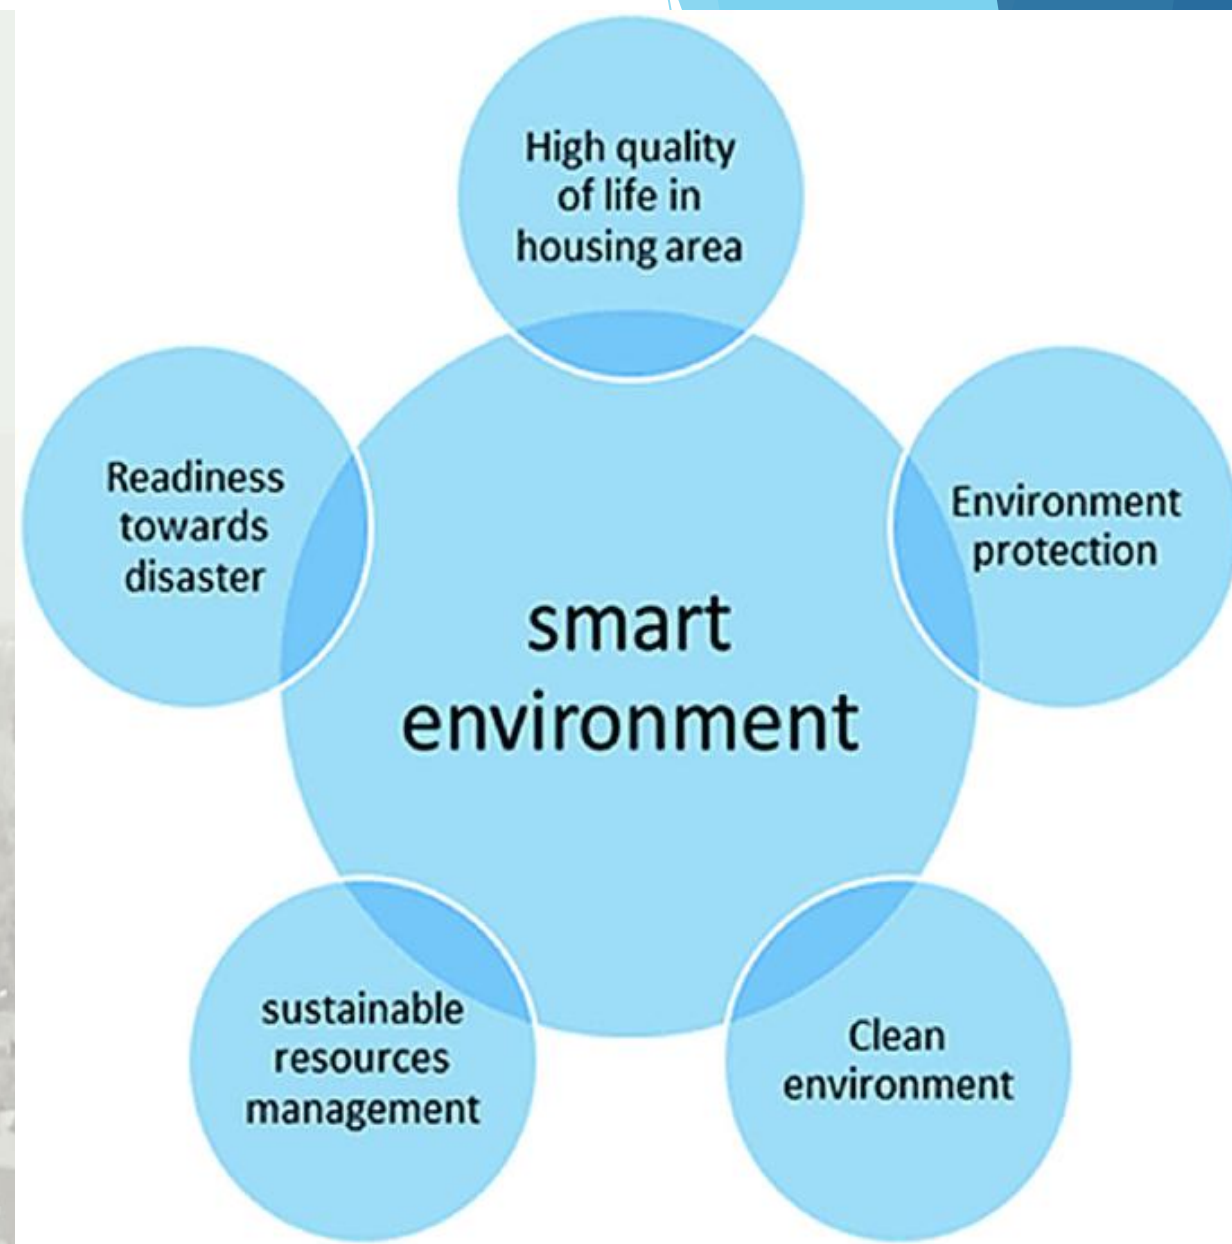 High quality
of life in
housing area
Readiness
towards
disaster
Environment
protection
smart
environment
sustainable
resources
management
Clean
environment